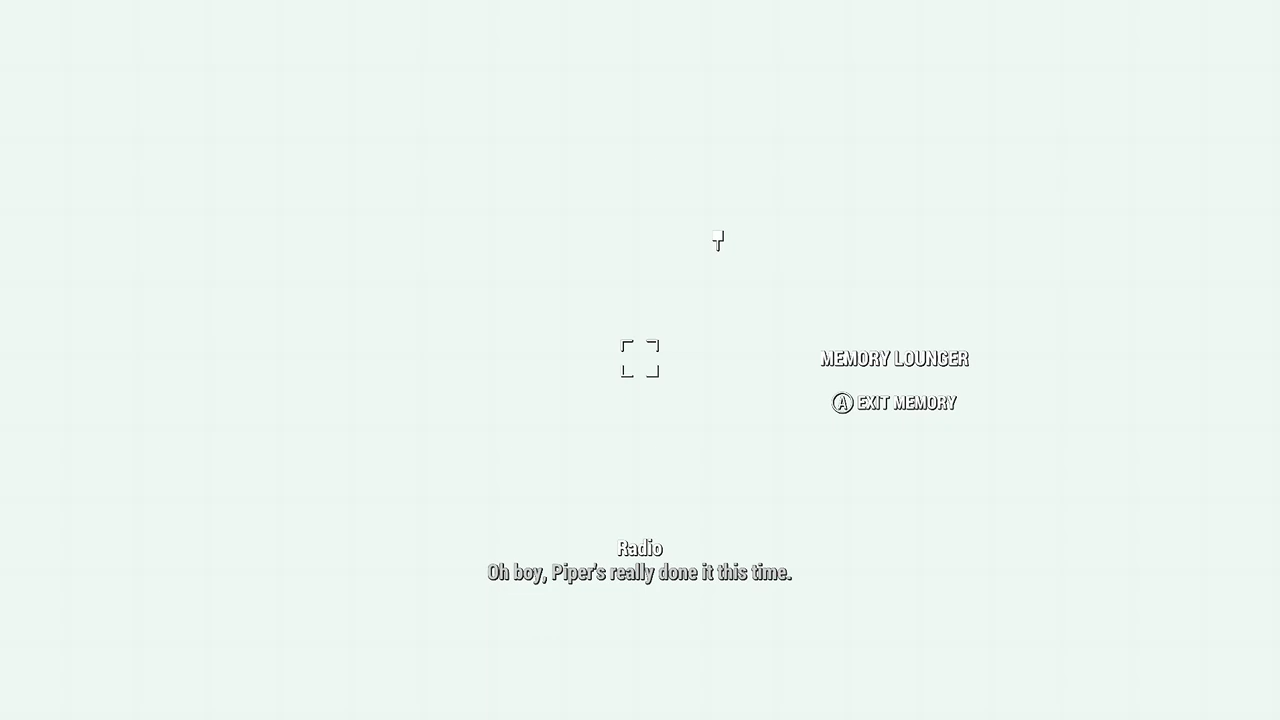 MEMORY LOUNGER
Ⓐ EXIT MEMORY
Radio
Oh boy, Piper's really done it this time.